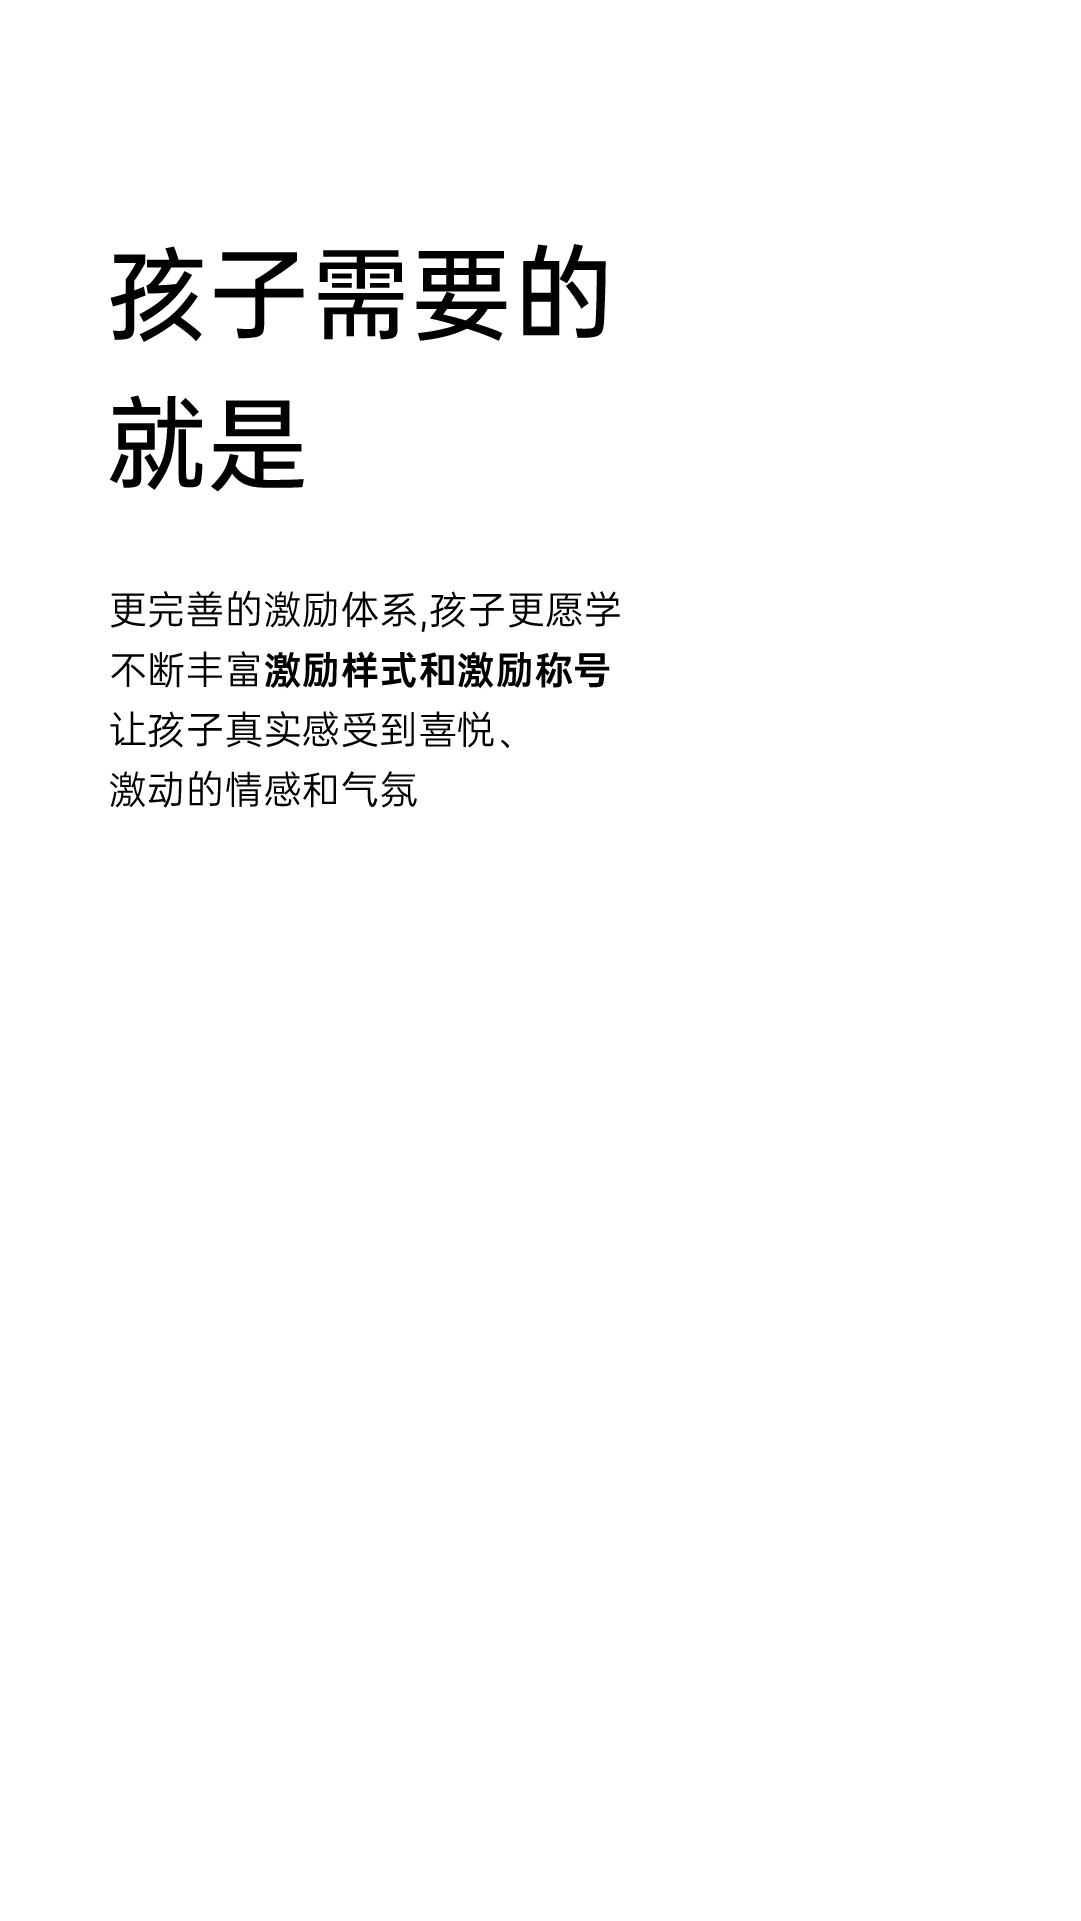 孩子需要的
就是
更完善的激励体系,孩子更愿学
不断丰富激励样式和激励称号
让孩子真实感受到喜悦、
激动的情感和气氛